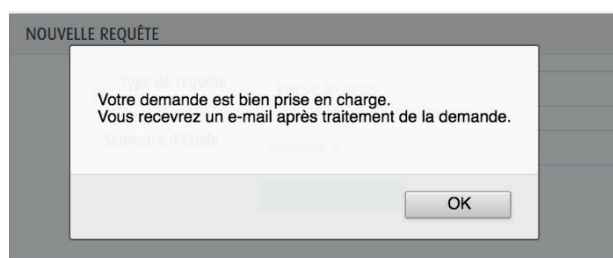 NOUVELLE REQUÊTE
Type de requête
Votre demande est bien prise en charge.
Vous recevrez un e-mail après traitement de la demande.
Semestre d'étude
Semestre 2
OK